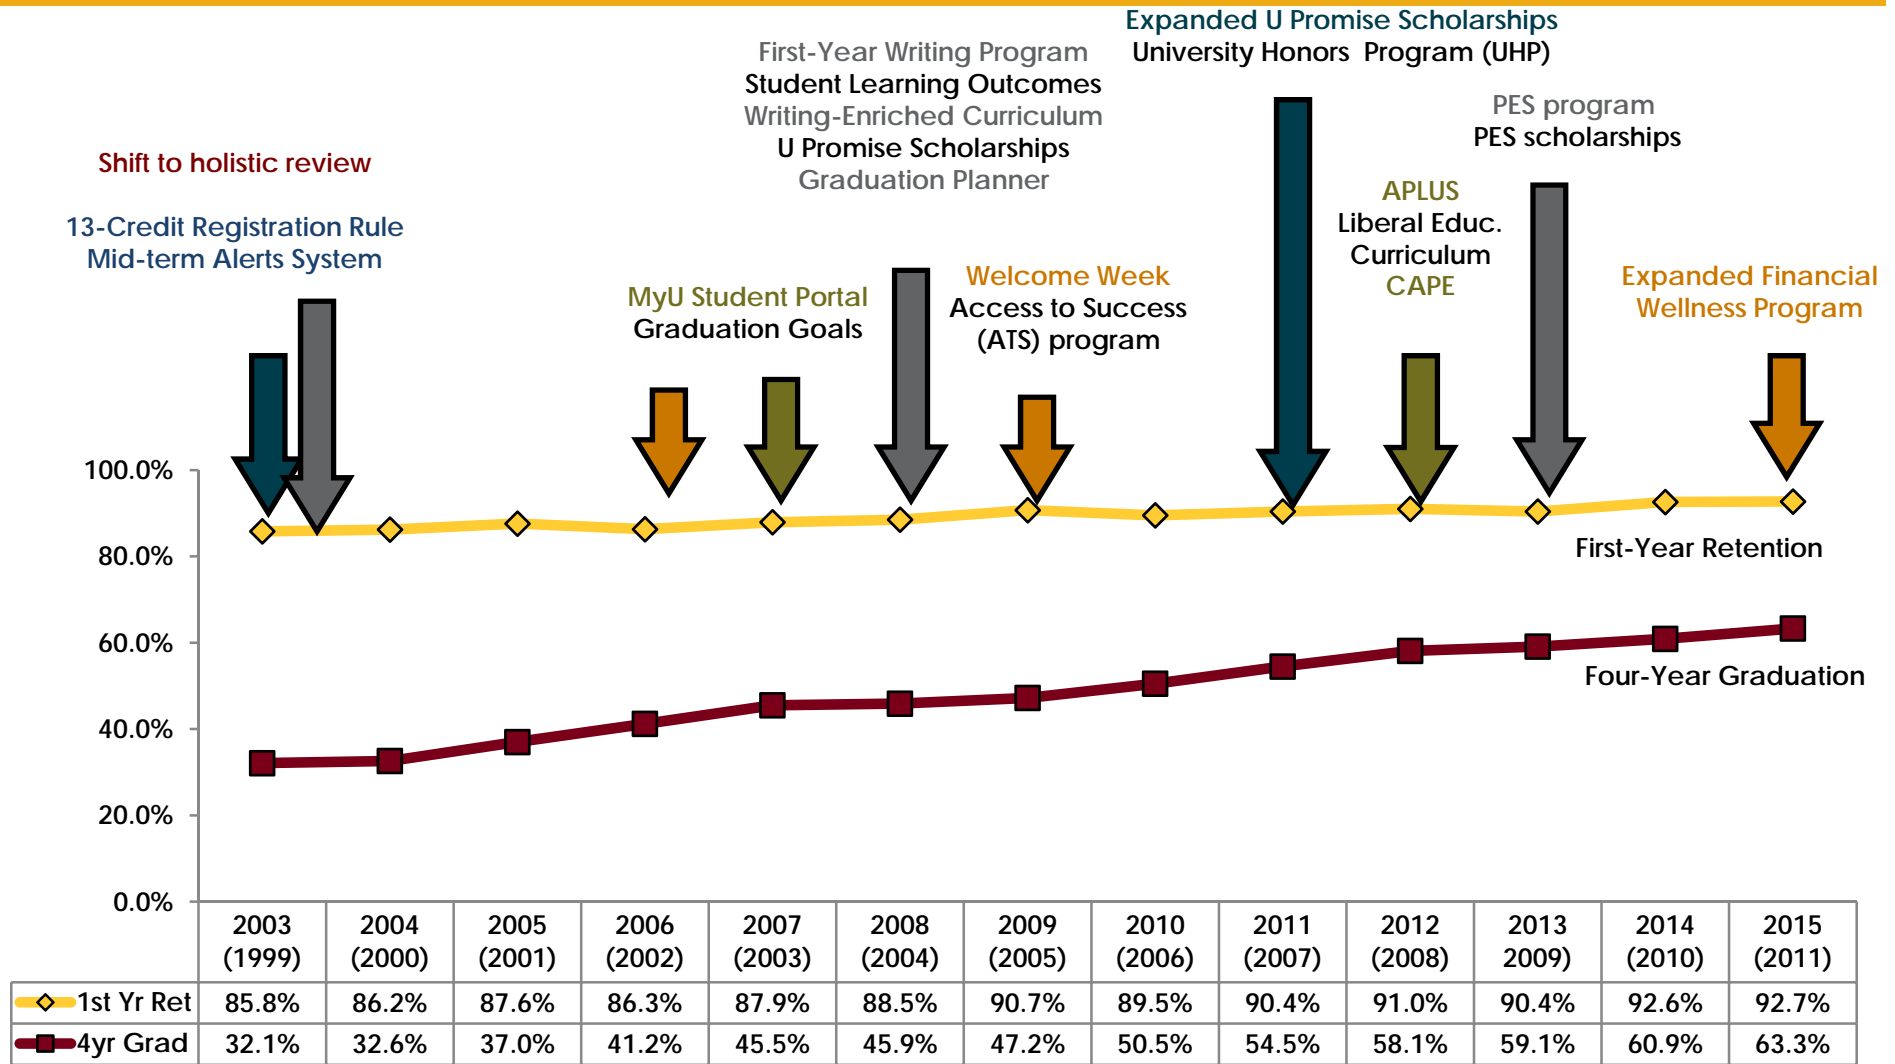 Expanded U Promise Scholarships
University Honors Program (UHP)
First-Year Writing Program
Student Learning Outcomes
Writing-Enriched Curriculum
U Promise Scholarships
Graduation Planner
PES program
PES scholarships
Shift to holistic review
13-Credit Registration Rule
Mid-term Alerts System
APLUS
Liberal Educ.
Curriculum
CAPE
MyU Student Portal
Graduation Goals
Welcome Week
Access to Success
(ATS) program
Expanded Financial
Wellness Program
100.0%
80.0%
60.0%
40.0%
20.0%
0.0%
First-Year Retention
Four-Year Graduation
2003 2004 2005 2006 2007 2008 2009 2010 2011 2012 2013 2014 2015
(1999) (2000) (2001) (2002) (2003) (2004) (2005) (2006) (2007) (2008) 2009) (2010) (2011)
1st Yr Ret 85.8% 86.2% 87.6% 86.3% 87.9% 88.5% 90.7% 89.5% 90.4% 91.0% 90.4% 92.6% 92.7%
4yr Grad 32.1% 32.6% 37.0% 41.2% 45.5% 45.9% 47.2% 50.5% 54.5% 58.1% 59.1% 60.9% 63.3%